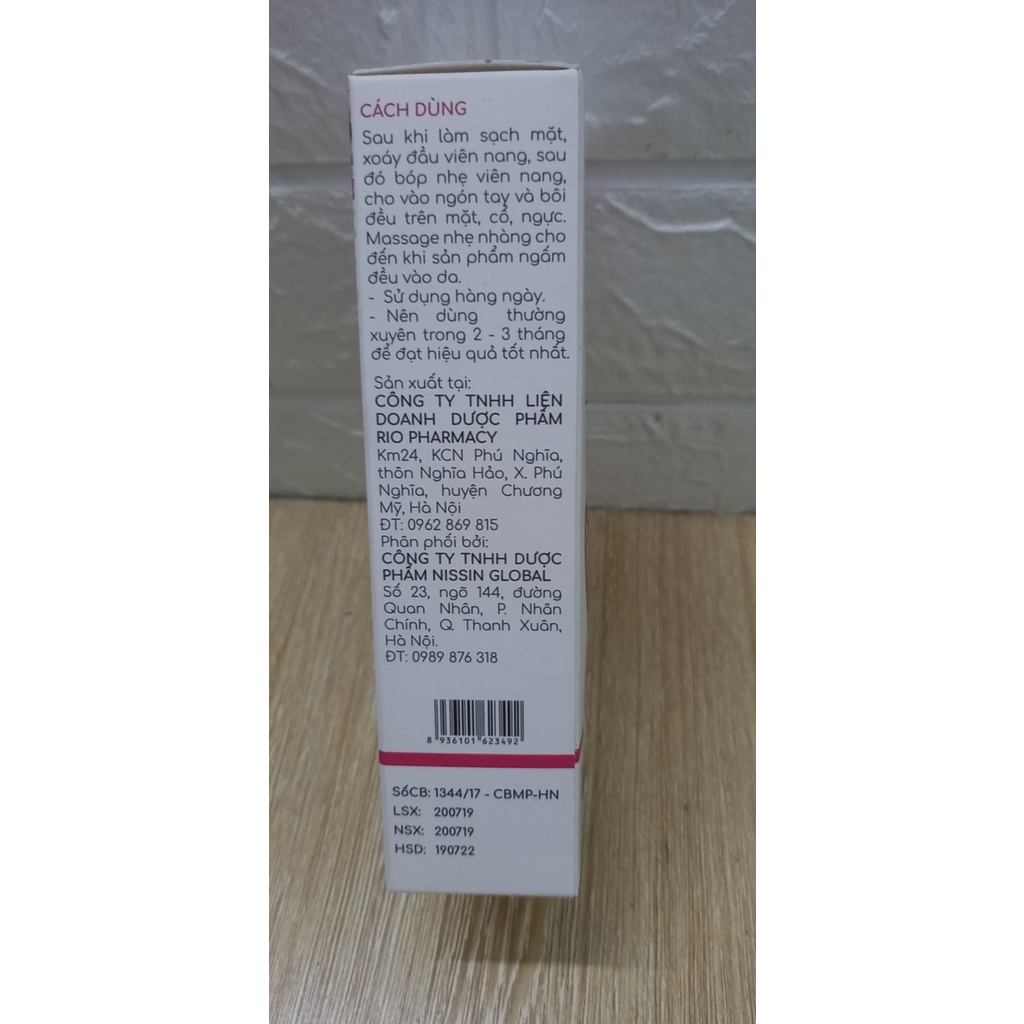 CÁCH DÙNG
Sau khi làm sạch mặt,
xoáy đầu viên nang, sau
đó bóp nhẹ viên nang,
cho vào ngón tay và bôi
đều trên mặt, cổ, ngực.
Massage nhẹ nhàng cho
đến khi sản phẩm ngấm
đều vào da.
- Sử dụng hàng ngày.
- Nên dùng thường
xuyên trong 2 - 3 tháng
để đạt hiệu quả tốt nhất.
Sản xuất tại:
CÔNG TY TNHH LIÊN
DOANH DƯỢC PHẨM
RIO PHARMACY
Km24, KCN Phú Nghĩa,
thôn Nghĩa Hảo, X. Phú
Nghĩa, huyện Chương
Mỹ, Hà Nội
ĐT: 0962 869 815
Phân phối bởi:
CÔNG TY TNHH DƯỢC
PHẨM NISSIN GLOBAL
Số 23, ngõ 144, đường
Quan Nhân, P. Nhân
Chính, Q. Thanh Xuân,
Hà Nội.
ĐT: 0989 876 318
8 936101 623492
SốCB: 1344/17 - CBMP-HN
LSX: 200719
NSX: 200719
HSD: 190722